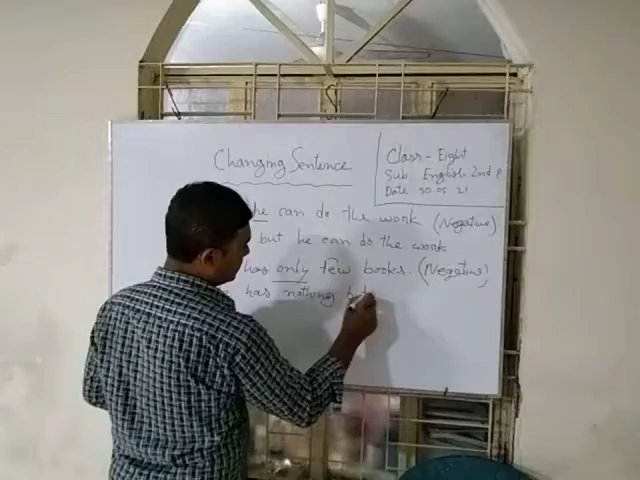 Changing Sentence
Class - Eight
Sub English 2nd P
Date 30 05 21
he can do the work (Negative)
but he can do the work
has only few books. (Negative)
has nothing but